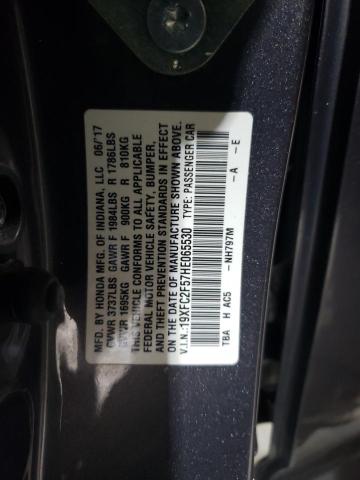 MFD. BY HONDA MFG. OF INDIANA, LLC 06/17
GVWR 3737LBS GAWR F 1984LBS R 1786LBS
GVWR 1695KG GAWR F 900KG R 810KG
THIS VEHICLE CONFORMS TO ALL APPLICABLE
FEDERAL MOTOR VEHICLE SAFETY, BUMPER,
AND THEFT PREVENTION STANDARDS IN EFFECT
ON THE DATE OF MANUFACTURE SHOWN ABOVE.
V.I.N.:19XFC2F57HE065530 TYPE: PASSENGER CAR
TBA H AC5 -NH797M -A -E